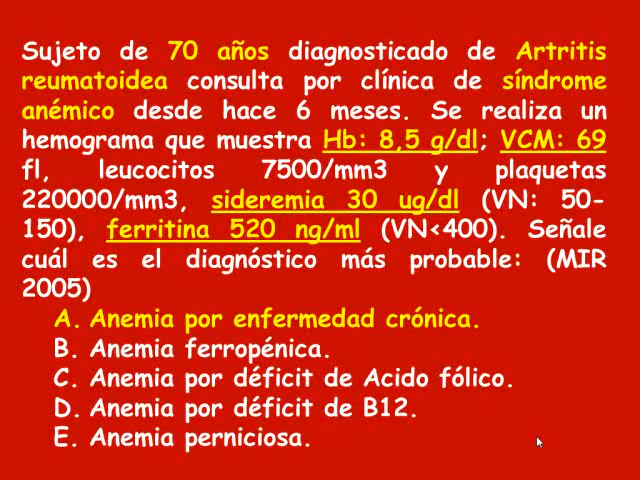 Sujeto de 70 años diagnosticado de Artritis
reumatoidea consulta por clínica de síndrome
anémico desde hace 6 meses. Se realiza un
hemograma que muestra Hb: 8,5 g/dl; VCM: 69
fl, leucocitos 7500/mm3 y plaquetas
220000/mm3, sideremia 30 ug/dl (VN: 50-
150), ferritina 520 ng/ml (VN<400). Señale
cuál es el diagnóstico más probable: (MIR
2005)
A. Anemia por enfermedad crónica.
B. Anemia ferropénica.
C. Anemia por déficit de Acido fólico.
D. Anemia por déficit de B12.
E. Anemia perniciosa.